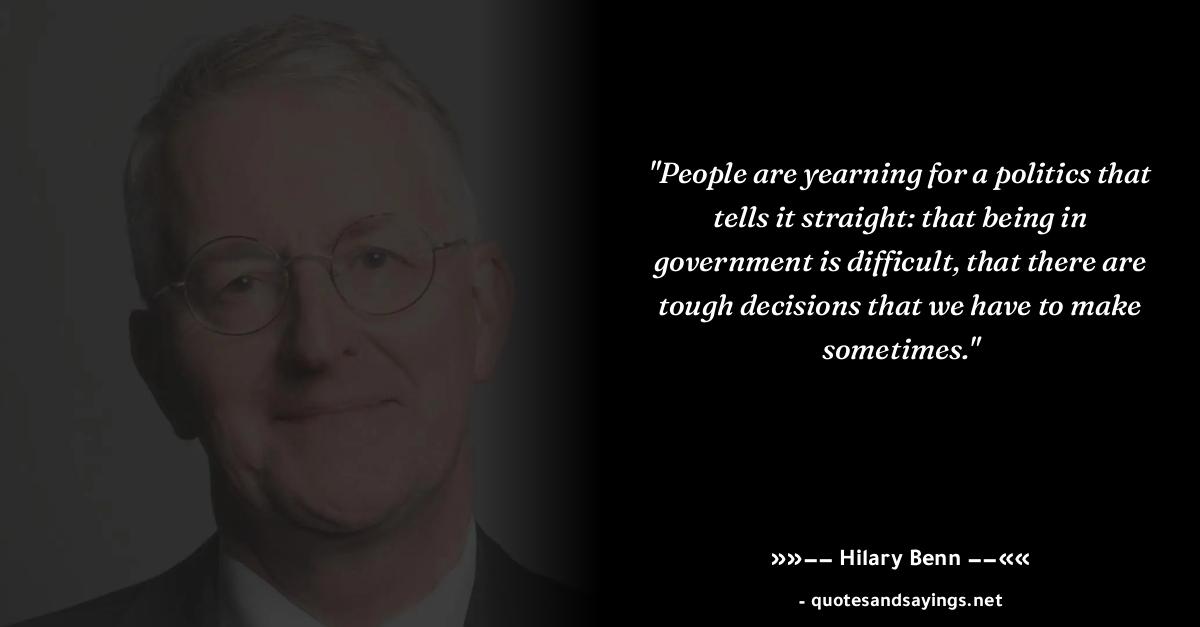 "People are yearning for a politics that
tells it straight: that being in
government is difficult, that there are
tough decisions that we have to make
sometimes."
»»−− Hilary Benn −−««
- quotesandsayings.net